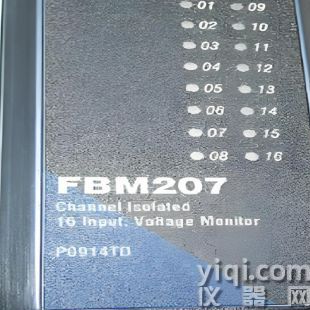 01 09
02 10
03 11
04 12
05 13
06 14
07 15
08 16
FBM207
Channel Isolated
16 Input, Voltage Monitor
P0914TD
yiqi.com
仪器网